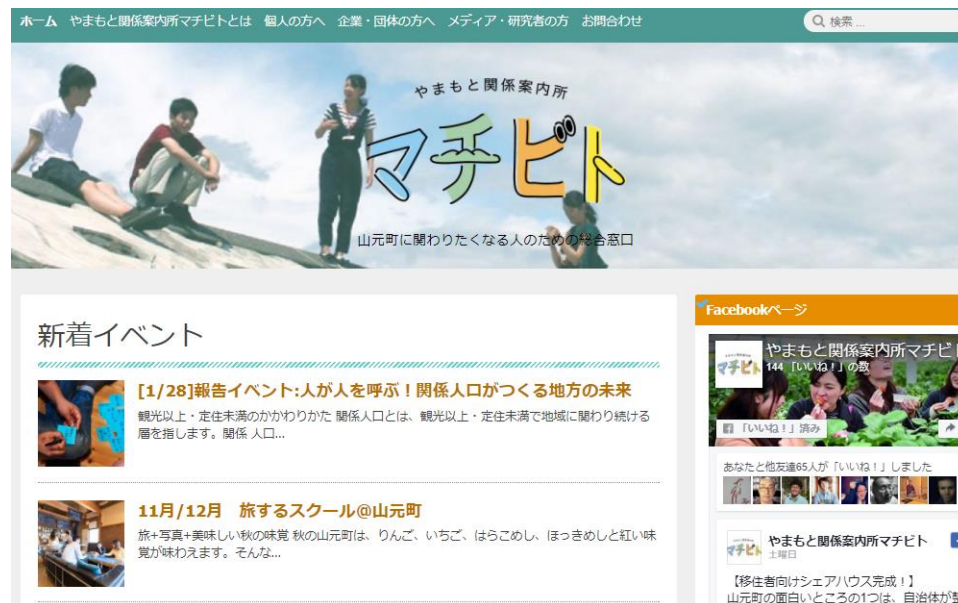 ホーム やまもと関係案内所マチビトとは 個人の方へ 企業・団体の方へ メディア・研究者の方 お問合わせ
検索 ...
やまもと関係案内所
マチビト
山元町に関わりたくなる人のための総合窓口
新着イベント
[1/28]報告イベント:人が人を呼ぶ！関係人口がつくる地方の未来
観光以上・定住未満のかかわりかた 関係人口とは、観光以上・定住未満で地域に関わり続ける
層を指します。関係 人口...
11月/12月　旅するスクール@山元町
旅+写真+美味しい秋の味覚 秋の山元町は、りんご、いちご、はらこめし、ほっきめしと紅い味
覚が味わえます。そんな...
Facebookページ
やまもと関係案内所マチビ
マチビト
144「いいね！」の数
「いいね！」済み
あなたと他友達65人が「いいね！」しました
マチビト
やまもと関係案内所マチビト
土曜日
【移住者向けシェアハウス完成！】
山元町の面白いところの1つは、自治体が